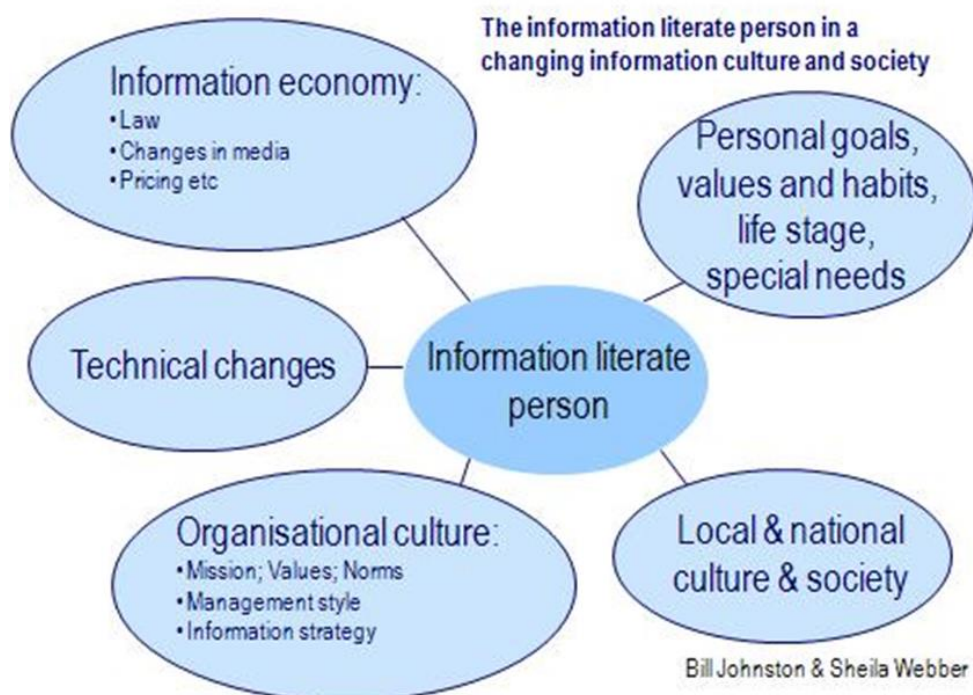 The information literate person in a
changing information culture and society
Information economy:
•Law
•Changes in media
•Pricing etc
Personal goals,
values and habits,
life stage,
special needs
Technical changes
Information literate
person
Organisational culture:
•Mission; Values; Norms
•Management style
•Information strategy
Local & national
culture & society
Bill Johnston & Sheila Webber